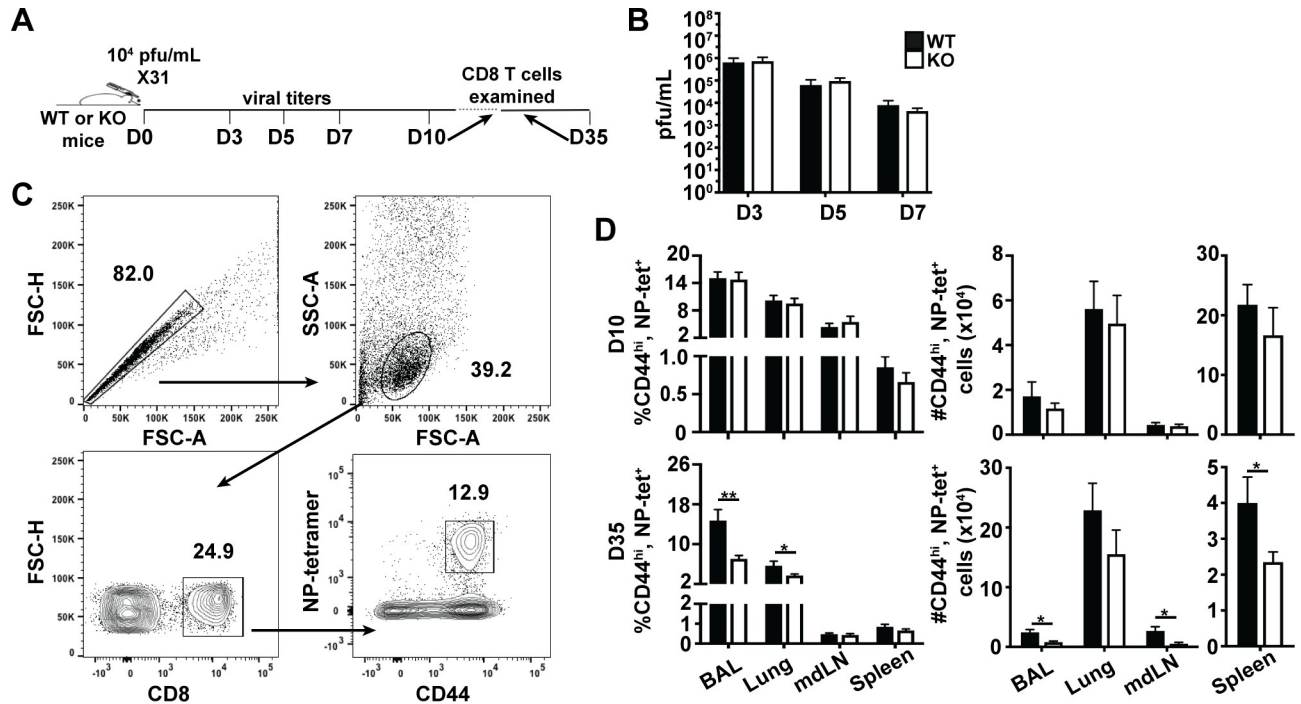 A
10⁴ pfu/mL
X31
WT or KO
mice
viral titers
CD8 T cells
examined
D0 D3 D5 D7 D10 D35
B
pfu/mL
10⁸
10⁷
10⁶
10⁵
10⁴
10³
10²
10¹
10⁰
D3 D5 D7
WT
KO
C
FSC-H
250K
200K
150K
100K
50K
0
82.0
0 50K 100K 150K 200K 250K
FSC-A
SSC-A
250K
200K
150K
100K
50K
0
39.2
0 50K 100K 150K 200K 250K
FSC-A
FSC-H
250K
200K
150K
100K
50K
0
24.9
-10³ 0 10³ 10⁴ 10⁵
CD8
NP-tetramer
10⁵
10⁴
10³
0
-10³
12.9
-10³ 0 10³ 10⁴ 10⁵
CD44
D
D10
%CD44ʰⁱ, NP-tet⁺
20
14
8
2
1.0
0.5
0
#CD44ʰⁱ, NP-tet⁺
cells (x10⁴)
8
6
4
2
0
30
20
10
0
D35
%CD44ʰⁱ, NP-tet⁺
26
18
10
2
2
1
0
**
*
BAL Lung mdLN Spleen
#CD44ʰⁱ, NP-tet⁺
cells (x10⁴)
30
20
10
0
*
*
BAL Lung mdLN
5
4
3
2
1
0
*
Spleen